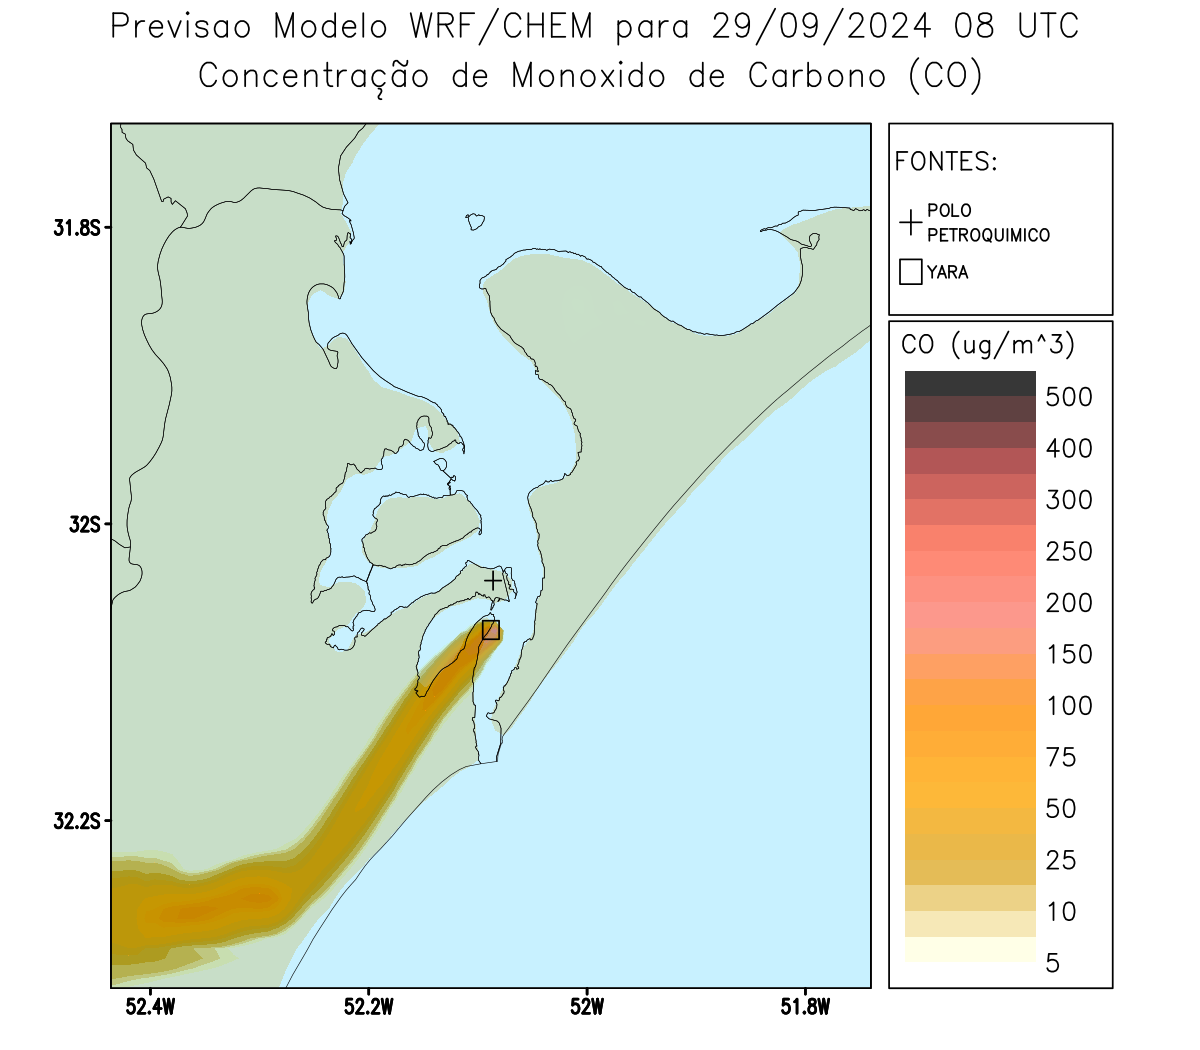 Previsao Modelo WRF/CHEM para 29/09/2024 08 UTC
Concentração de Monoxido de Carbono (CO)
FONTES:
POLO
PETROQUIMICO
YARA
CO (ug/m^3)
500
400
300
250
200
150
100
75
50
25
10
5
31.8S
32S
32.2S
52.4W
52.2W
52W
51.8W